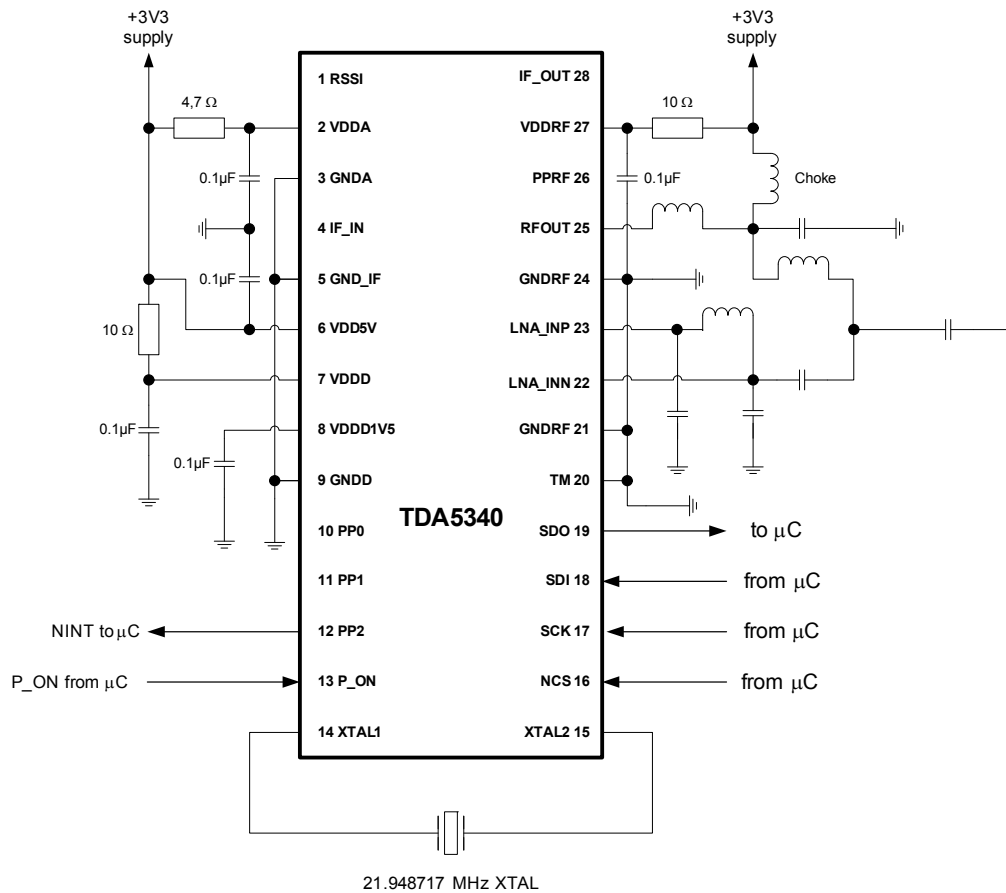 +3V3
supply
+3V3
supply
1 RSSI
IF_OUT 28
4,7 Ω
10 Ω
2 VDDA
VDDRF 27
0.1µF
3 GNDA
PPRF 26
0.1µF
Choke
4 IF_IN
RFOUT 25
0.1µF
5 GND_IF
GNDRF 24
10 Ω
6 VDD5V
LNA_INP 23
7 VDDD
LNA_INN 22
0.1µF
8 VDDD1V5
GNDRF 21
0.1µF
9 GNDD
TM 20
TDA5340
10 PP0
SDO 19
to µC
11 PP1
SDI 18
from µC
NINT to µC
12 PP2
SCK 17
from µC
P_ON from µC
13 P_ON
NCS 16
from µC
14 XTAL1
XTAL2 15
21.948717 MHz XTAL